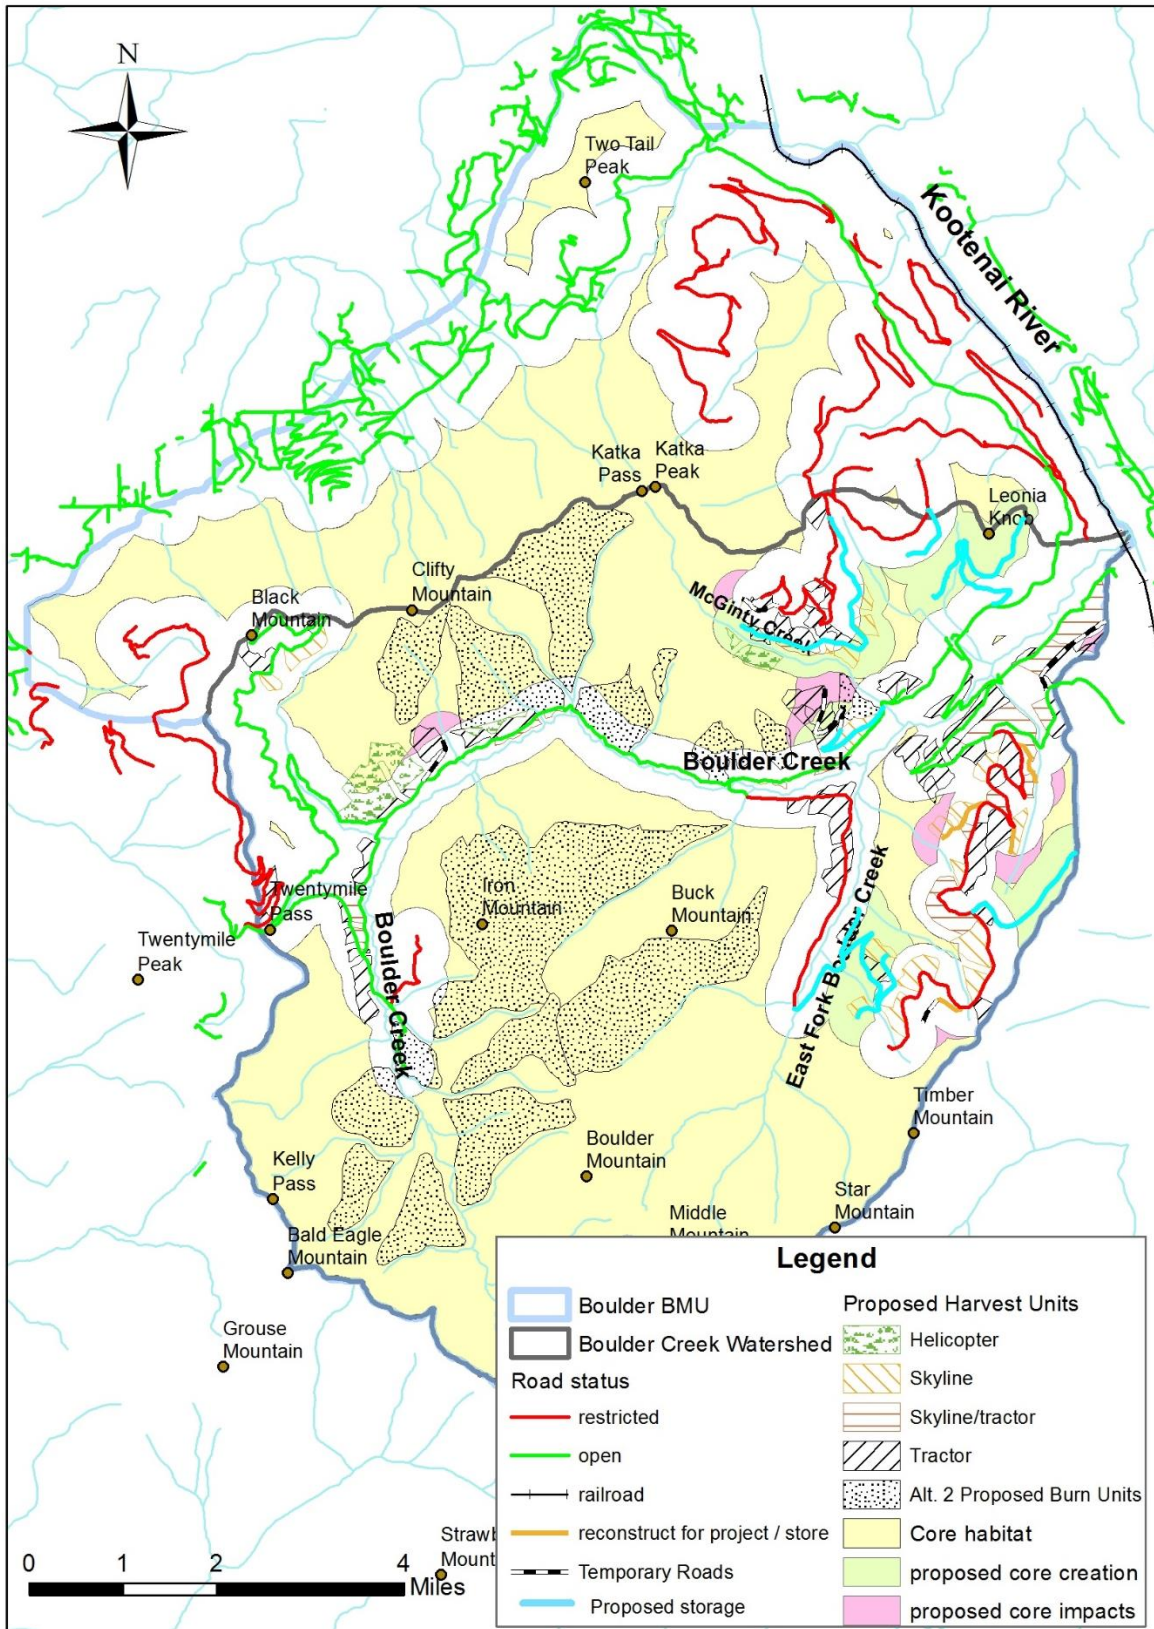 N
Two Tail
Peak
Kootenai River
Katka
Pass
Katka
Peak
Leonia
Knob
Clifty
Mountain
Black
Mountain
McGinty Creek
Boulder Creek
Twentymile
Pass
Iron
Mountain
Buck
Mountain
Twentymile
Peak
Boulder Creek
East Fork Boulder Creek
Timber
Mountain
Boulder
Mountain
Kelly
Pass
Star
Mountain
Middle
Mountain
Bald Eagle
Mountain
Grouse
Mountain
Strawb
Mount
0 1 2 4
Miles
Legend
Boulder BMU
Boulder Creek Watershed
Road status
restricted
open
railroad
reconstruct for project / store
Temporary Roads
Proposed storage
Proposed Harvest Units
Helicopter
Skyline
Skyline/tractor
Tractor
Alt. 2 Proposed Burn Units
Core habitat
proposed core creation
proposed core impacts